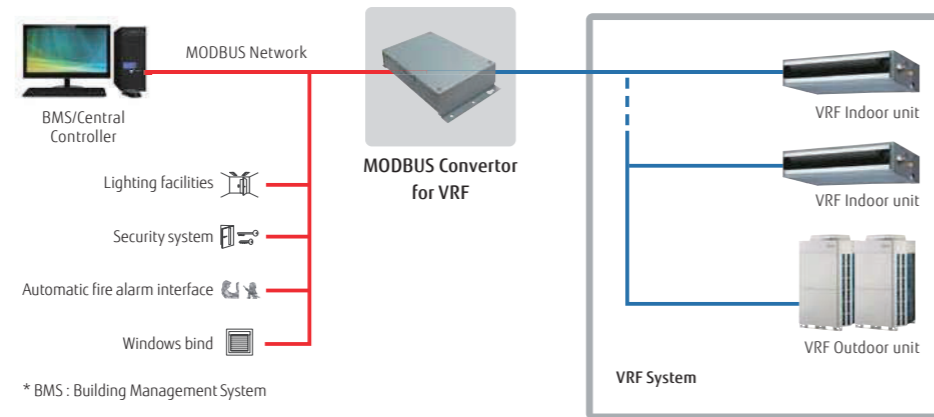 MODBUS Network
BMS/Central
Controller
MODBUS Convertor
for VRF
Lighting facilities
Security system
Automatic fire alarm interface
Windows bind
* BMS : Building Management System
VRF Indoor unit
VRF Indoor unit
VRF Outdoor unit
VRF System